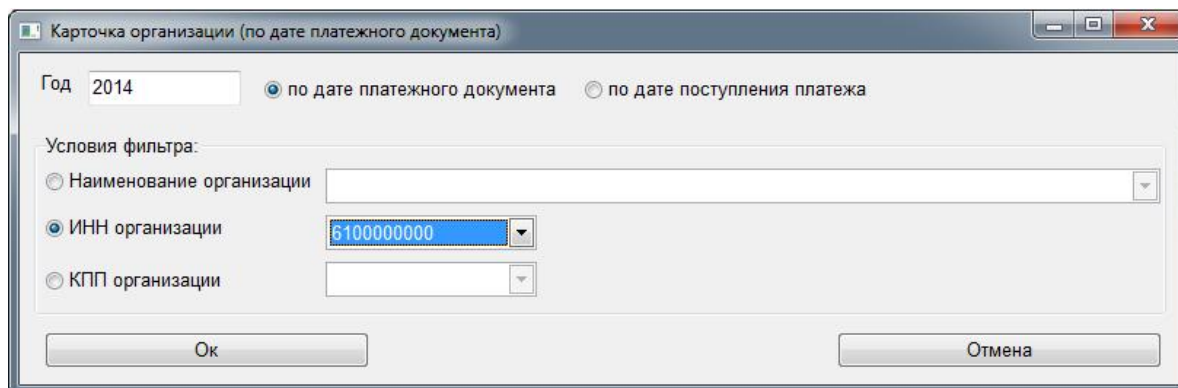 Карточка организации (по дате платежного документа)
Год 2014 по дате платежного документа по дате поступления платежа
Условия фильтра:
Наименование организации
ИНН организации 6100000000
КПП организации
Ок Отмена